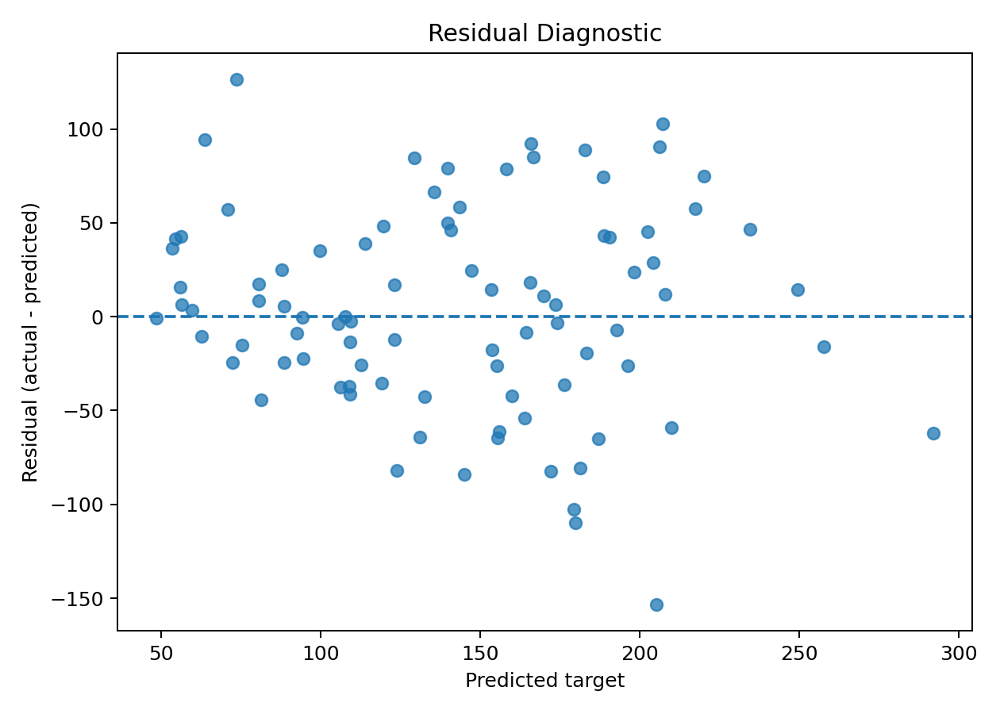 Residual Diagnostic
Residual (actual - predicted)
100
50
0
−50
−100
−150
50 100 150 200 250 300
Predicted target